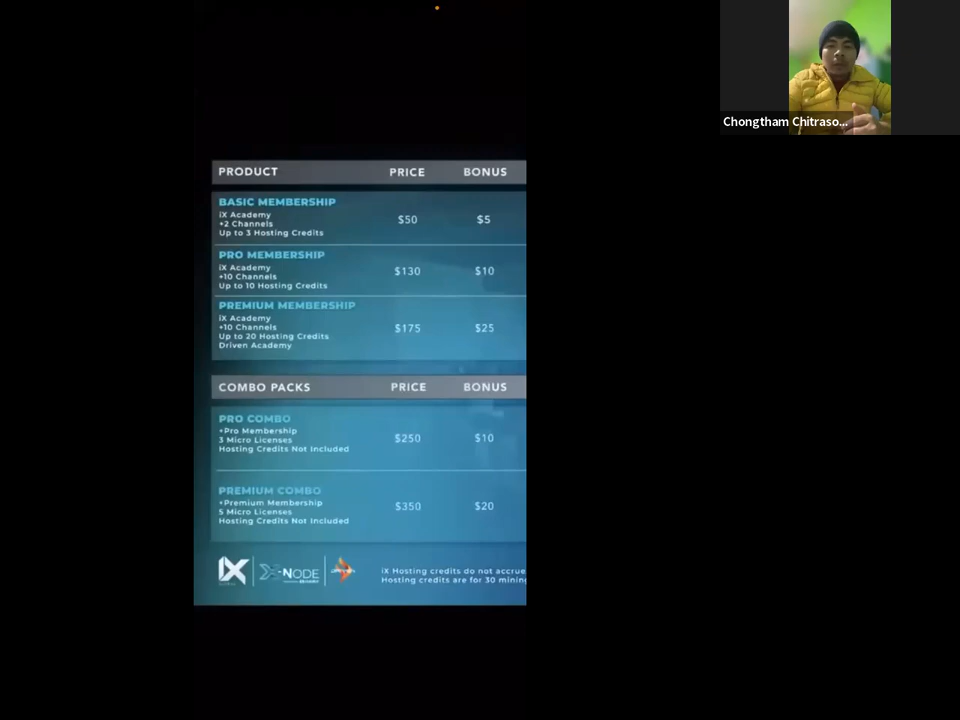 Chongtham Chitraso...
PRODUCT PRICE BONUS
BASIC MEMBERSHIP
iX Academy
+2 Channels
Up to 3 Hosting Credits
$50 $5
PRO MEMBERSHIP
iX Academy
+10 Channels
Up to 10 Hosting Credits
$130 $10
PREMIUM MEMBERSHIP
iX Academy
+10 Channels
Up to 20 Hosting Credits
Driven Academy
$175 $25
COMBO PACKS PRICE BONUS
PRO COMBO
+Pro Membership
3 Micro Licenses
Hosting Credits Not Included
$250 $10
PREMIUM COMBO
+Premium Membership
5 Micro Licenses
Hosting Credits Not Included
$350 $20
iX
X-NODE
iX Hosting credits do not accrue
Hosting credits are for 30 mining